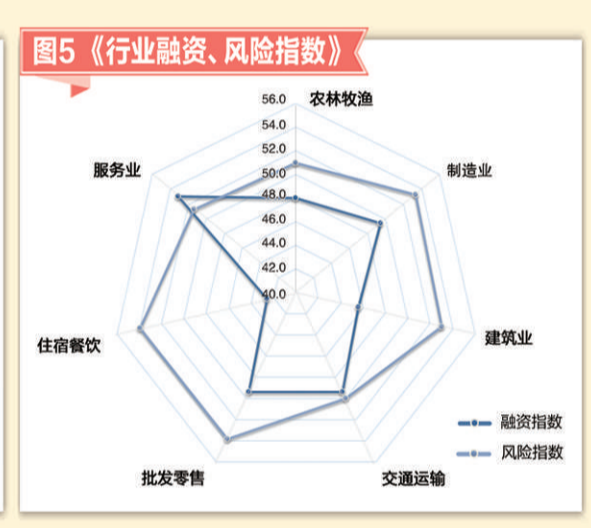 图5《行业融资、风险指数》
56.0
54.0
52.0
50.0
48.0
46.0
44.0
42.0
40.0
农林牧渔
制造业
建筑业
交通运输
批发零售
住宿餐饮
服务业
融资指数
风险指数